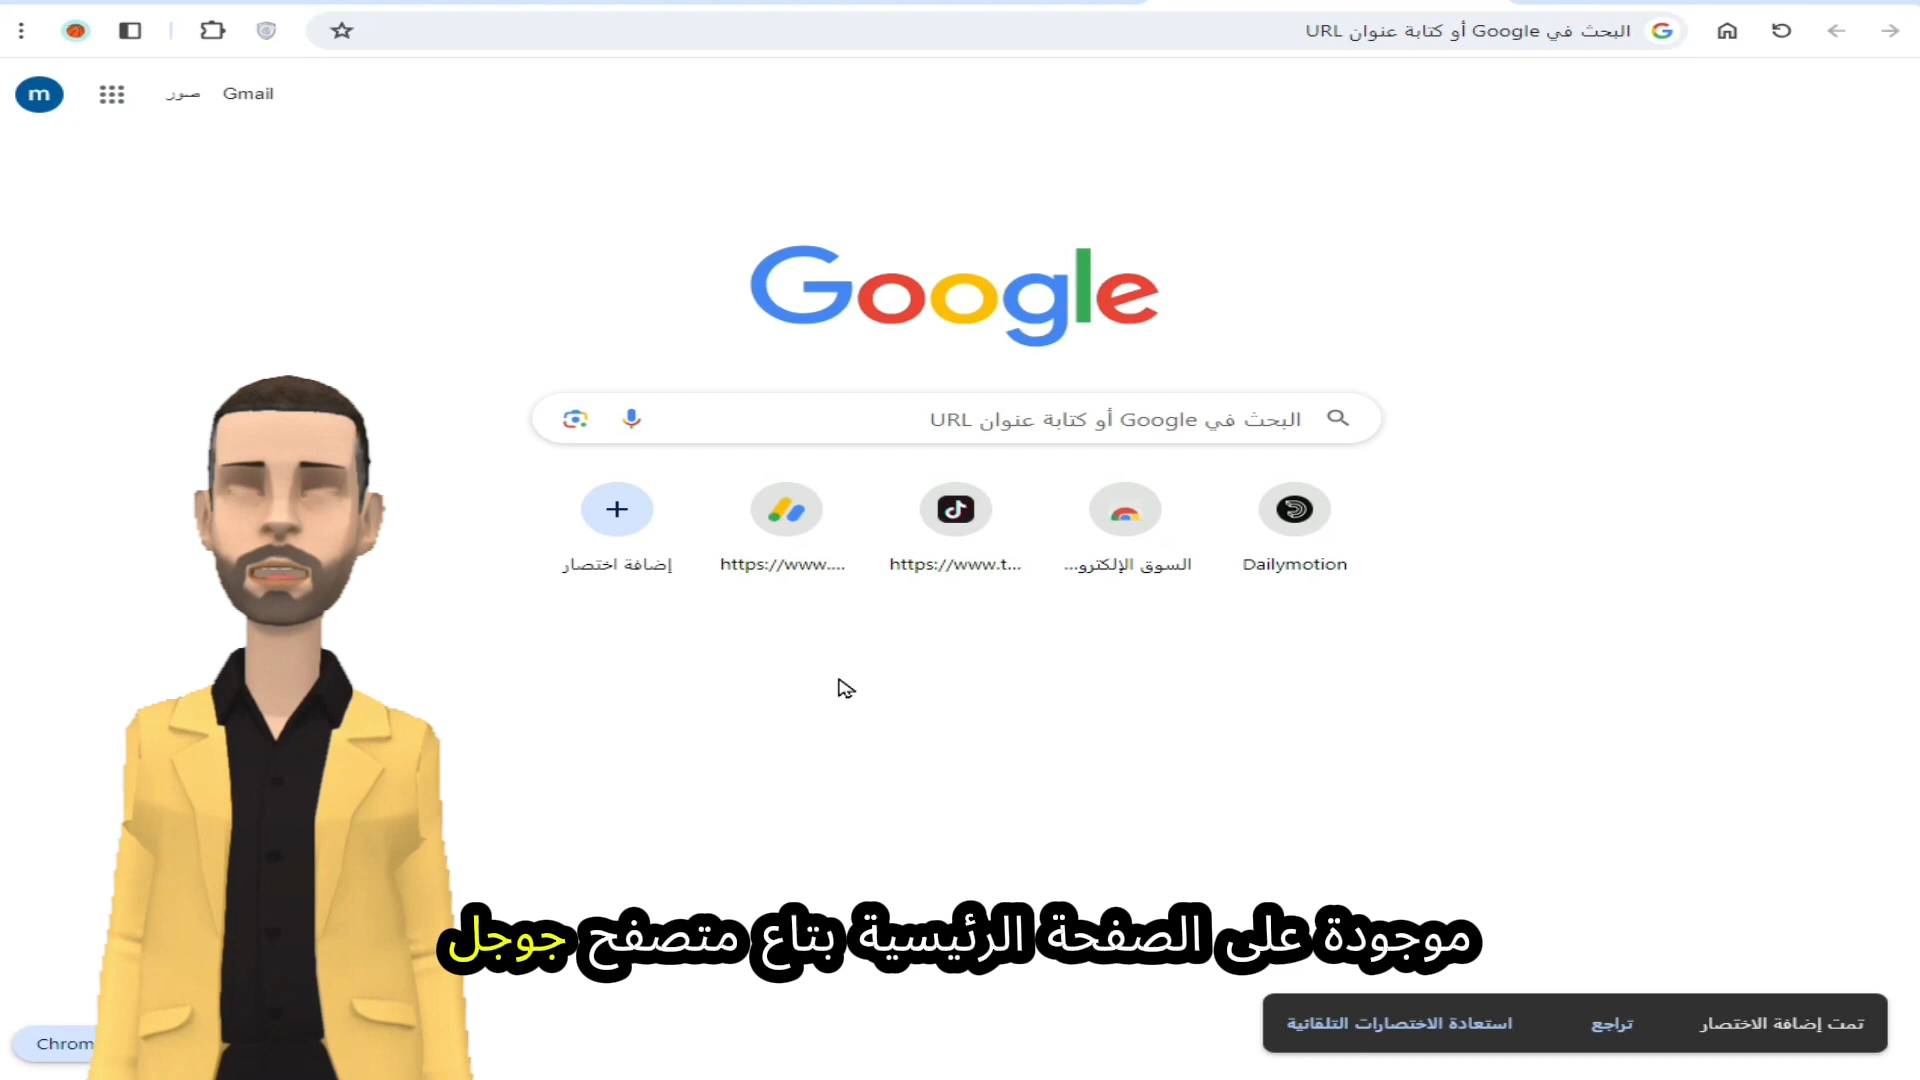 البحث في Google أو كتابة عنوان URL
m
صور
Gmail
Google
البحث في Google أو كتابة عنوان URL
Dailymotion
السوق الإلكترو...
https://www.t...
https://www....
إضافة اختصار
موجودة على الصفحة الرئيسية بتاع متصفح جوجل
تمت إضافة الاختصار
تراجع
استعادة الاختصارات التلقائية
Chrom